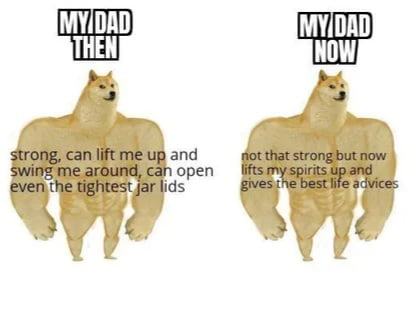 MY DAD
THEN
strong, can lift me up and
swing me around, can open
even the tightest jar lids
MY DAD
NOW
not that strong but now
lifts my spirits up and
gives the best life advices